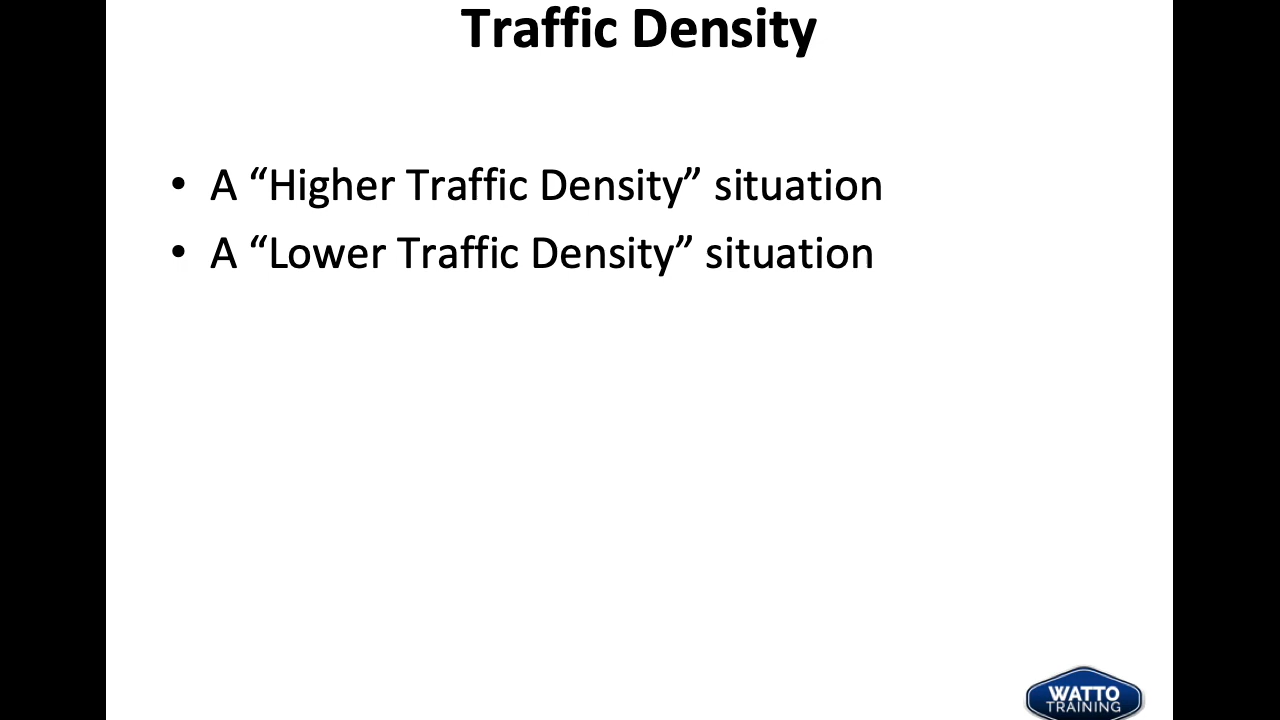 Traffic Density
• A “Higher Traffic Density” situation
• A “Lower Traffic Density” situation
WATTO
TRAINING